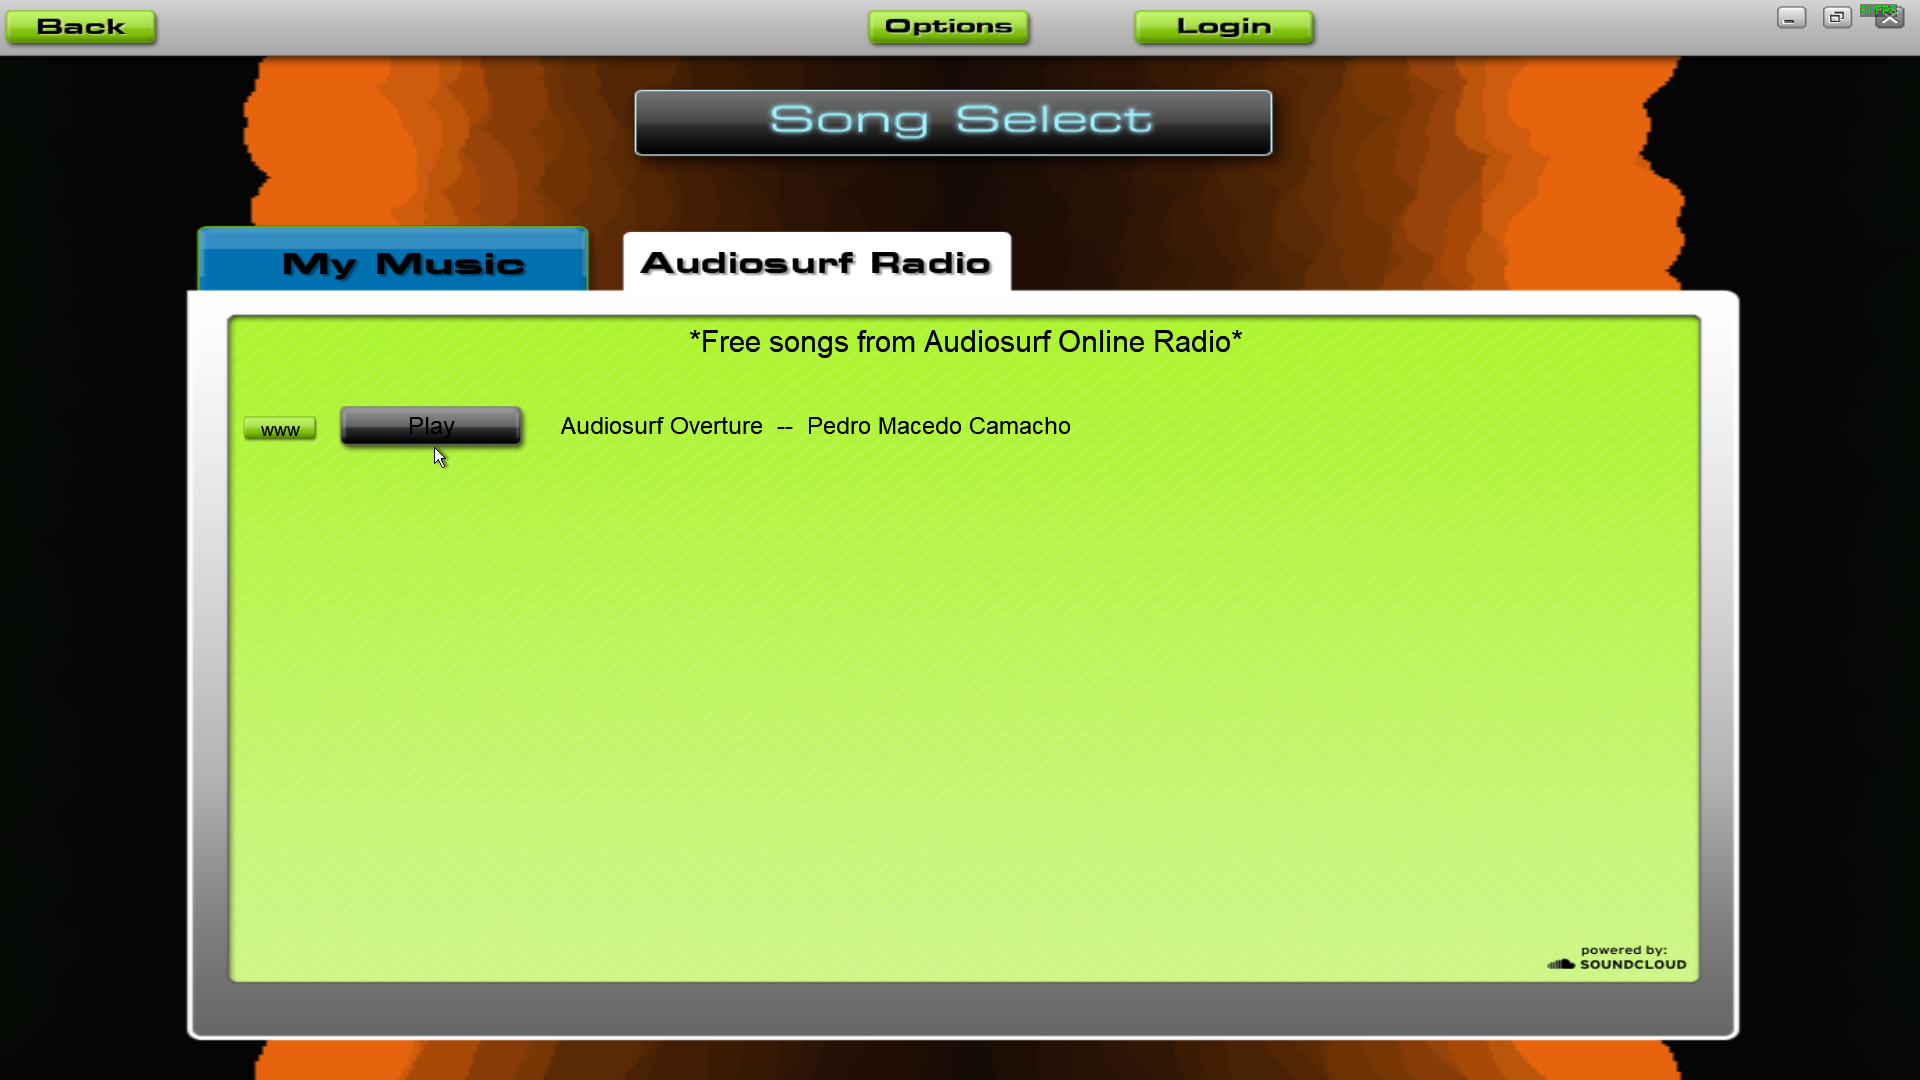 Back
Options
Login
Song Select
My Music
Audiosurf Radio
*Free songs from Audiosurf Online Radio*
www
Play
Audiosurf Overture -- Pedro Macedo Camacho
powered by:
SOUNDCLOUD